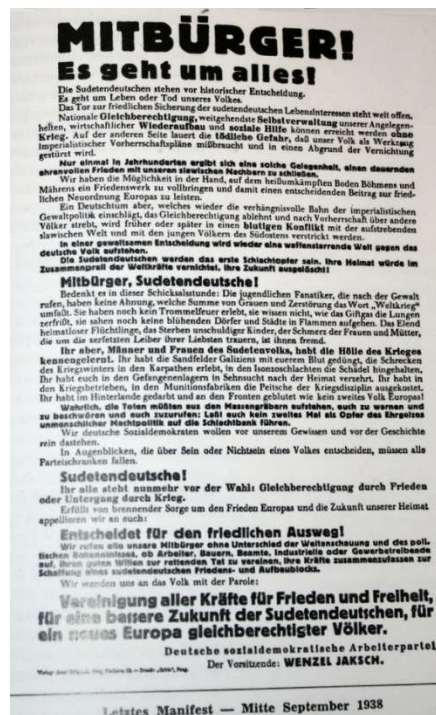 MITBÜRGER!
Es geht um alles!
Die Sudetendeutschen stehen vor historischer Entscheidung.
Es geht um Leben oder Tod unseres Volkes.
Das Tor zur friedlichen Sicherung der sudetendeutschen Lebensinteressen steht weit offen.
Nationale Gleichberechtigung, weitgehendste Selbstverwaltung unserer Angelegen-
heiten, wirtschaftlicher Wiederaufbau und soziale Hilfe können erreicht werden ohne
Krieg. Auf der anderen Seite lauert die tödliche Gefahr, daß unser Volk als Werkzeug
imperialistischer Vorherrschaftspläne mißbraucht und in einen Abgrund der Vernichtung
gestürzt wird.
Nur einmal in Jahrhunderten ergibt sich eine solche Gelegenheit, einen dauernden
ehrenvollen Frieden mit unseren slawischen Nachbarn zu schließen.
Wir haben die Möglichkeit in der Hand, auf dem heißumkämpften Boden Böhmens und
Mährens ein Friedenswerk zu vollbringen und damit einen entscheidenden Beitrag zur fried-
lichen Neuordnung Europas zu leisten.
Ein Deutschtum aber, welches wieder die verhängnisvolle Bahn der imperialistischen
Gewaltpolitik einschlägt, das Gleichberechtigung ablehnt und nach Vorherrschaft über andere
Völker strebt, wird früher oder später in einen blutigen Konflikt mit der aufstrebenden
slawischen Welt und mit den jungen Völkern des Südostens verstrickt werden.
In einer gewaltsamen Entscheidung wird wieder eine waffenstarrende Welt gegen das
deutsche Volk aufstehen.
Die Sudetendeutschen werden das erste Schlachtopfer sein. Ihre Heimat würde im
Zusammenprall der Weltkräfte vernichtet, ihre Zukunft ausgelöscht!
Mitbürger, Sudetendeutsche!
Bedenkt es in dieser Schicksalsstunde: Die jugendlichen Fanatiker, die nach der Gewalt
rufen, haben keine Ahnung, welche Summe von Grauen und Zerstörung das Wort „Weltkrieg"
umfaßt. Sie haben noch kein Trommelfeuer erlebt, sie wissen nicht, wie das Giftgas die Lungen
zerfrißt, sie sahen noch keine blühenden Dörfer und Städte in Flammen aufgehen. Das Elend
heimatloser Flüchtlinge, das Sterben unschuldiger Kinder, der Schmerz der Frauen und Mütter,
die um die zerfetzten Leiber ihrer Liebsten trauern, ist ihnen fremd.
Ihr aber, Männer und Frauen des Sudetenvolks, habt die Hölle des Krieges
kennengelernt. Ihr habt die Sandfelder Galiziens mit euerem Blut gedüngt, die Schrecken
des Kriegswinters in den Karpathen erlebt, in den Isonzoschlachten die Schädel hingehalten,
Ihr habt euch in den Gefangenenlagern in Sehnsucht nach der Heimat verzehrt. Ihr habt in
den Kriegsbetrieben, in den Munitionsfabriken die Peitsche der Kriegsdisziplin ausgekostet.
Ihr habt im Hinterlande gedarbt und an den Fronten geblutet wie kein zweites Volk Europas!
Wahrlich, die Toten müßten aus den Massengräbern aufstehen, euch zu warnen und
zu beschwören und euch zuzurufen: Laßt euch kein zweites Mal als Opfer des Ehrgeizes
unmenschlicher Machtpolitik auf die Schlachtbank führen.
Wir deutsche Sozialdemokraten wollen vor unserem Gewissen und vor der Geschichte
rein dastehen.
In Augenblicken, die über Sein oder Nichtsein eines Volkes entscheiden, müssen alle
Parteischranken fallen.
Sudetendeutsche!
Ihr alle steht nunmehr vor der Wahl: Gleichberechtigung durch Frieden
oder Untergang durch Krieg.
Erfüllt von brennender Sorge um den Frieden Europas und die Zukunft unserer Heimat
appellieren wir an euch:
Entscheidet für den friedlichen Ausweg!
Wir rufen alle unsere Mitbürger ohne Unterschied der Weltanschauung und des poli-
tischen Bekenntnisses, ob Arbeiter, Bauern, Beamte, Industrielle oder Gewerbetreibende
auf, ihren guten Willen zur rettenden Tat zu vereinen, ihre Kräfte zusammenzufassen zur
Schaffung eines sudetendeutschen Friedens- und Aufbaublocks.
Wir wenden uns an das Volk mit der Parole:
Vereinigung aller Kräfte für Frieden und Freiheit,
für eine bessere Zukunft der Sudetendeutschen, für
ein neues Europa gleichberechtigter Völker.
Deutsche sozialdemokratische Arbeiterpartei
Der Vorsitzende: WENZEL JAKSCH.
Prag
Letztes Manifest — Mitte September 1938